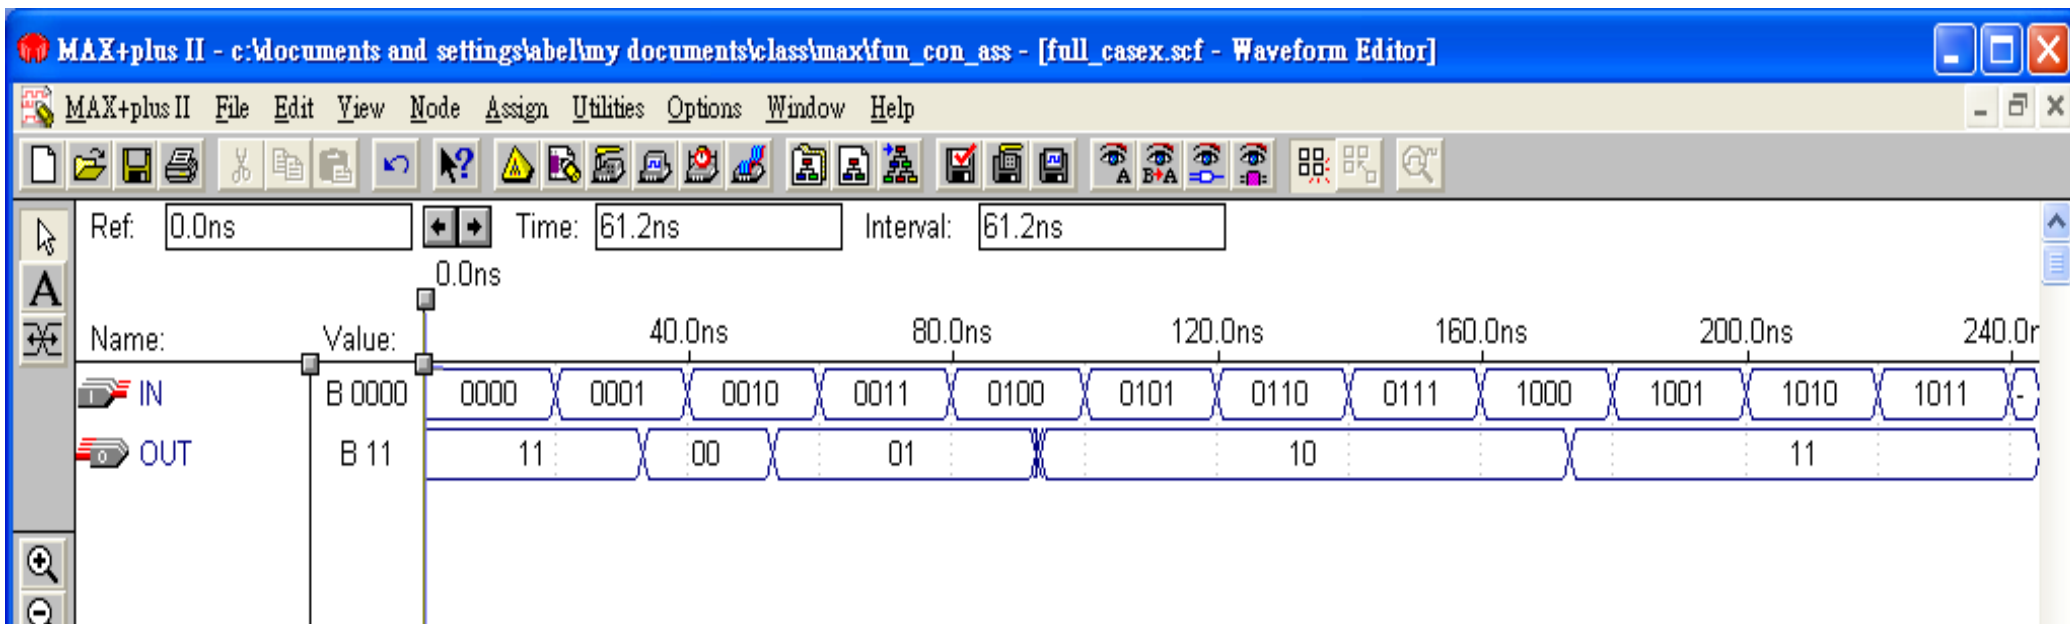 MAX+plus II - c:\documents and settings\abel\my documents\class\max\fun_con_ass - [full_casex.scf - Waveform Editor]
MAX+plus II File Edit View Node Assign Utilities Options Window Help
A B+A
A
Ref: 0.0ns Time: 61.2ns Interval: 61.2ns
0.0ns
Name: Value: 40.0ns 80.0ns 120.0ns 160.0ns 200.0ns 240.0n
IN B 0000 0000 0001 0010 0011 0100 0101 0110 0111 1000 1001 1010 1011 -
OUT B 11 11 00 01 10 11